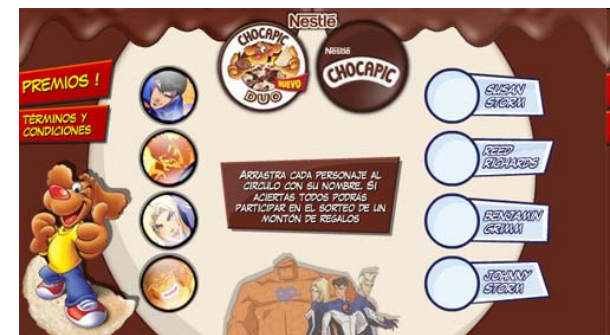 Nestlé
CHOCAPIC
NUEVO
DUO
Nestlé
CHOCAPIC
PREMIOS !
TÉRMINOS Y
CONDICIONES
ARRASTRA CADA PERSONAJE AL
CIRCULO CON SU NOMBRE. SI
ACIERTAS TODOS PODRÁS
PARTICIPAR EN EL SORTEO DE UN
MONTÓN DE REGALOS
SUSAN
STORM
REED
RICHARDS
BENJAMIN
GRIMM
JOHNNY
STORM